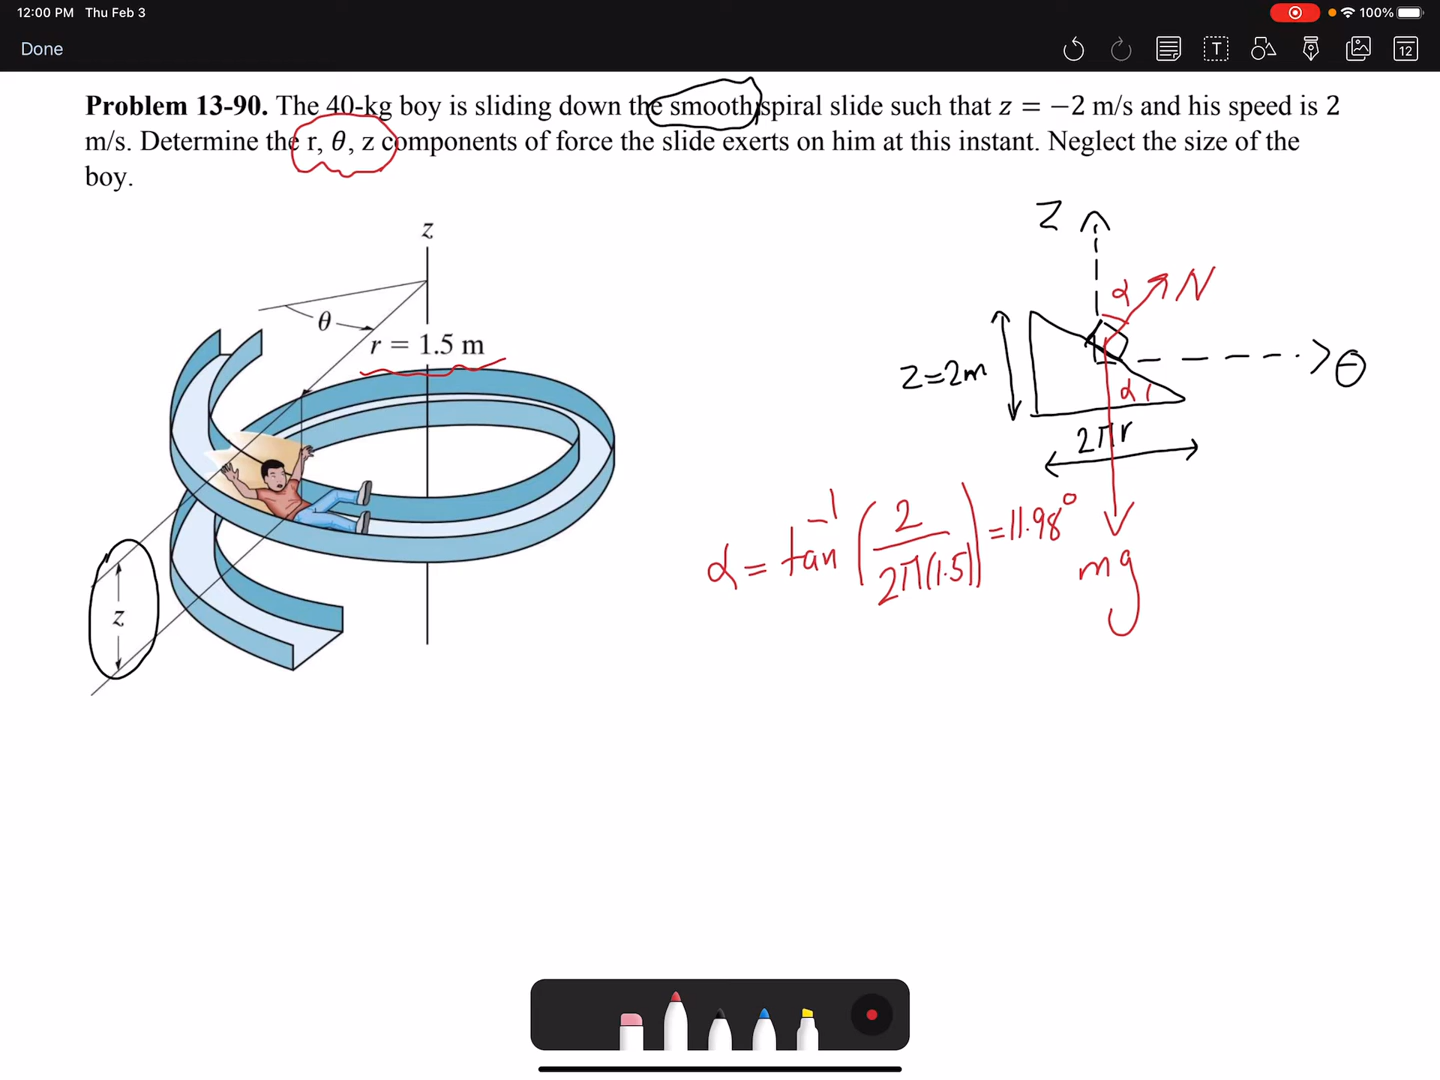 12:00 PM Thu Feb 3
100%
Done
T
12
Problem 13-90. The 40-kg boy is sliding down the smooth spiral slide such that z = −2 m/s and his speed is 2
m/s. Determine the r, θ, z components of force the slide exerts on him at this instant. Neglect the size of the
boy.
z
θ
r = 1.5 m
z
Z
α N
Z=2m
θ
α
2πr
α = tan⁻¹ (2/2π(1.5)) = 11.98°
mg